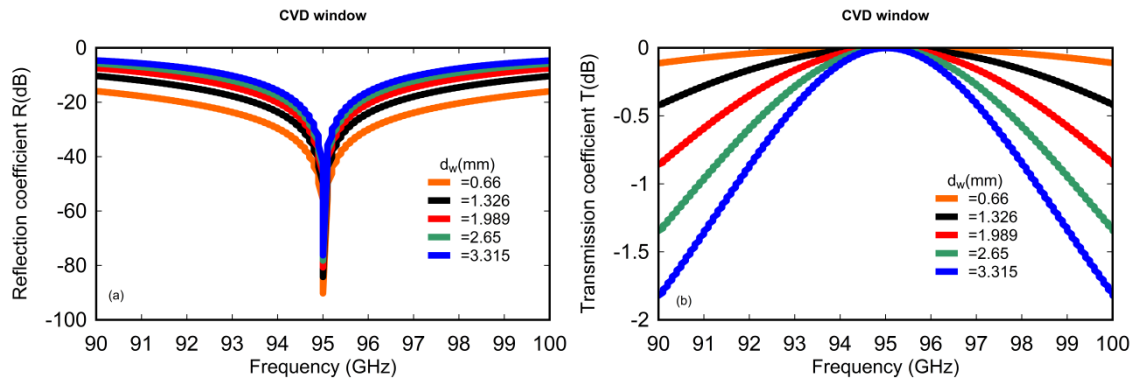 CVD window
Reflection coefficient R(dB)
0
-20
-40
-60
-80
-100
d_w(mm)
=0.66
=1.326
=1.989
=2.65
=3.315
(a)
90 91 92 93 94 95 96 97 98 99 100
Frequency (GHz)
CVD window
Transmission coefficient T(dB)
0
-0.5
-1
-1.5
-2
d_w(mm)
=0.66
=1.326
=1.989
=2.65
=3.315
(b)
90 91 92 93 94 95 96 97 98 99 100
Frequency (GHz)